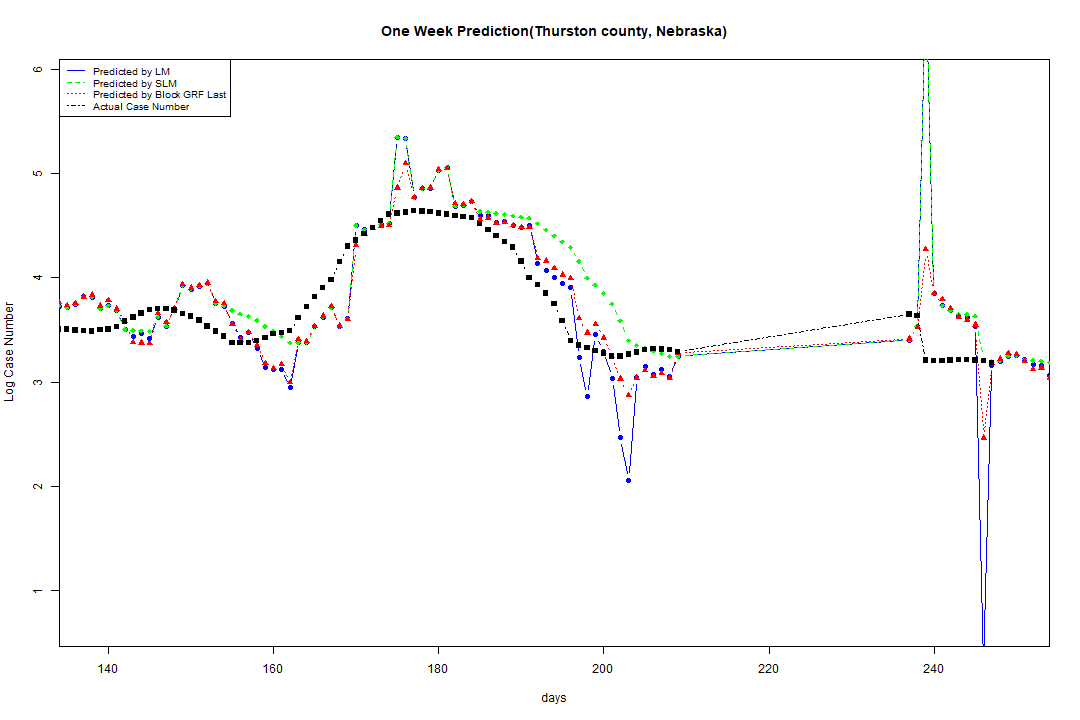 One Week Prediction(Thurston county, Nebraska)
Predicted by LM
Predicted by SLM
Predicted by Block GRF Last
Actual Case Number
Log Case Number
6
5
4
3
2
1
140 160 180 200 220 240
days